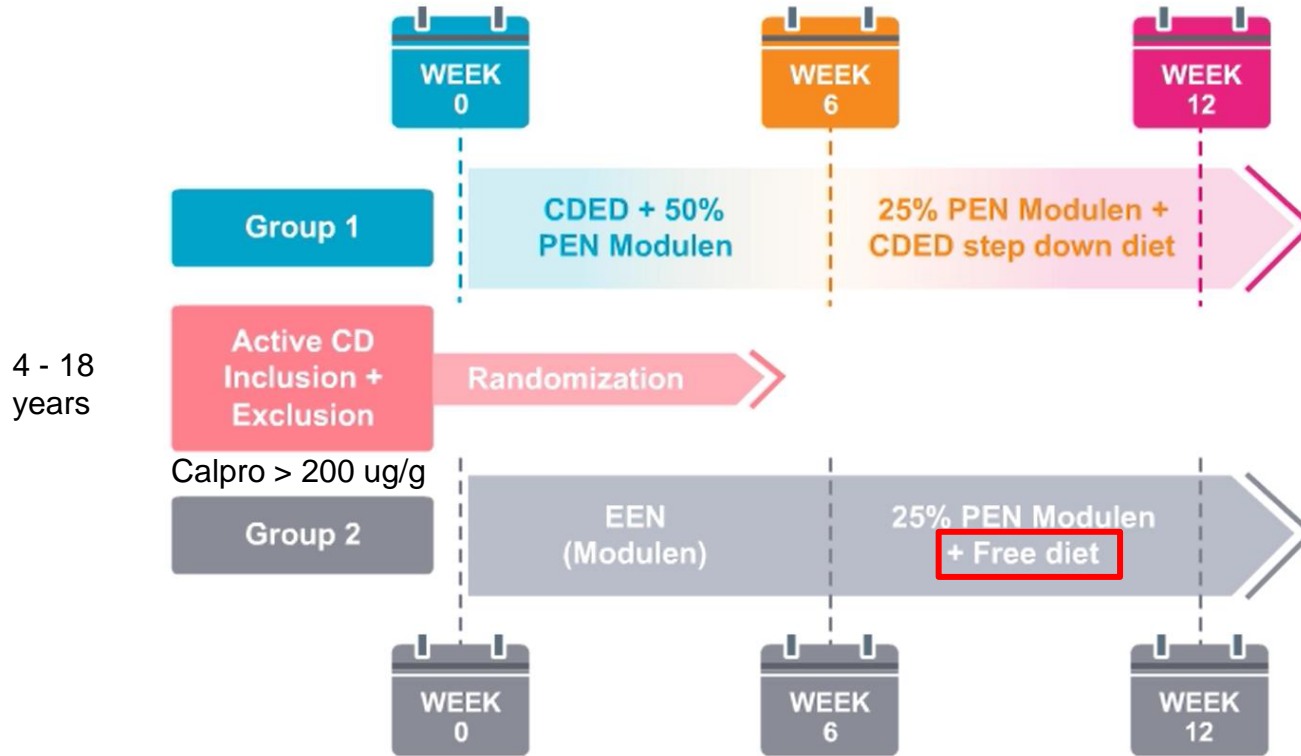 WEEK
0
WEEK
6
WEEK
12
Group 1
CDED + 50%
PEN Modulen
25% PEN Modulen +
CDED step down diet
4 - 18
years
Active CD
Inclusion +
Exclusion
Randomization
Calpro > 200 ug/g
Group 2
EEN
(Modulen)
25% PEN Modulen
+ Free diet
WEEK
0
WEEK
6
WEEK
12